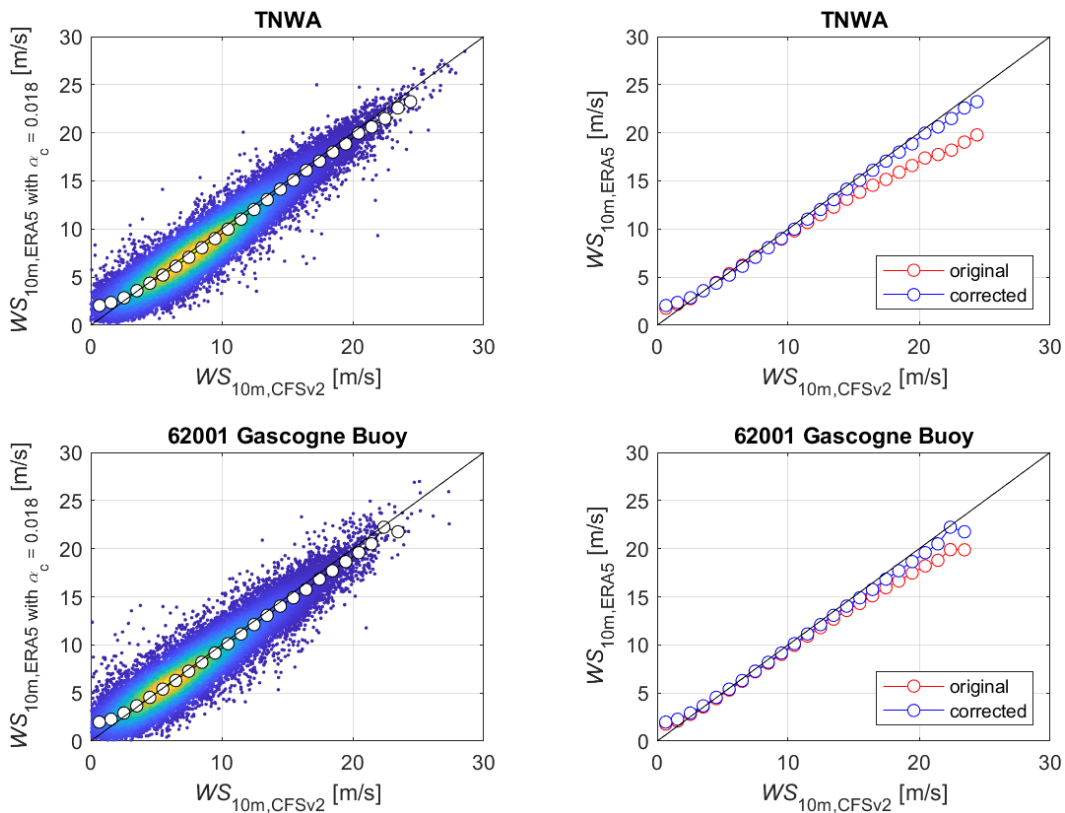 TNWA
30
25
20
15
10
5
0
WS10m,ERA5 with αc = 0.018 [m/s]
0 10 20 30
WS10m,CFSv2 [m/s]
TNWA
30
25
20
15
10
5
0
WS10m,ERA5 [m/s]
original
corrected
0 10 20 30
WS10m,CFSv2 [m/s]
62001 Gascogne Buoy
30
25
20
15
10
5
0
WS10m,ERA5 with αc = 0.018 [m/s]
0 10 20 30
WS10m,CFSv2 [m/s]
62001 Gascogne Buoy
30
25
20
15
10
5
0
WS10m,ERA5 [m/s]
original
corrected
0 10 20 30
WS10m,CFSv2 [m/s]